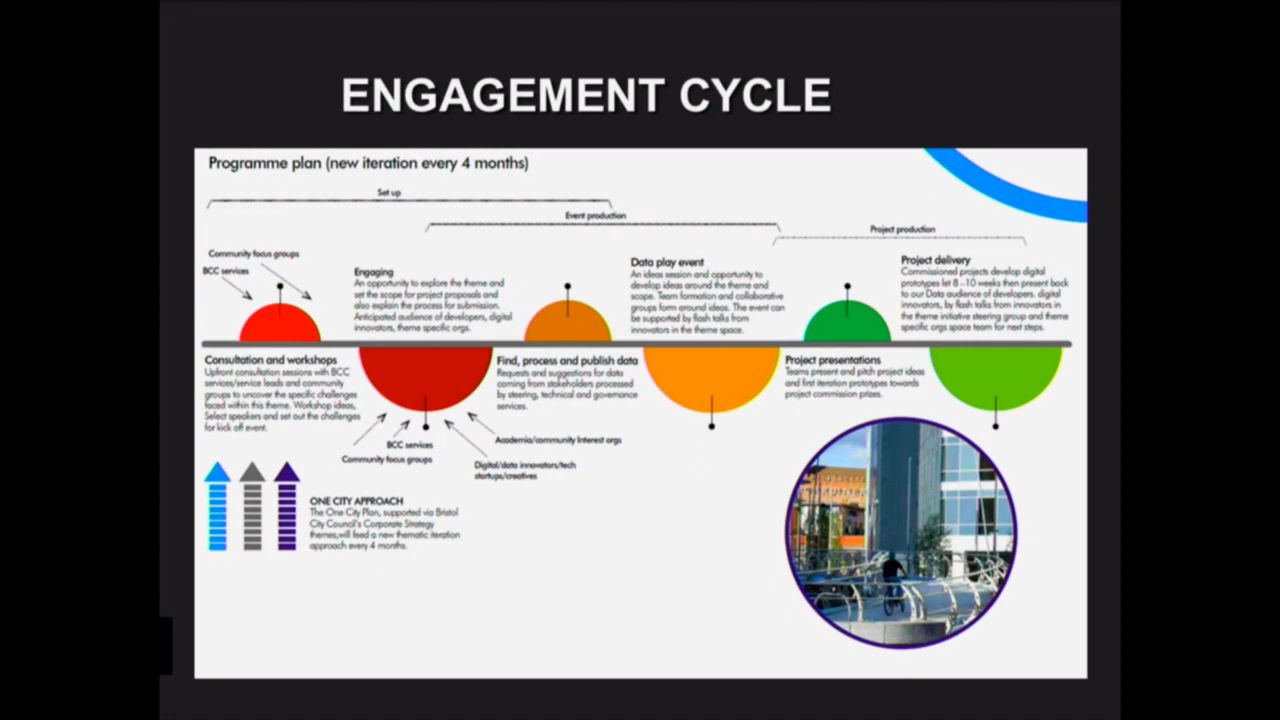 ENGAGEMENT CYCLE
Programme plan (new iteration every 4 months)
Set up
Event production
Project production
Community focus groups
BCC services
Engaging
An opportunity to explore the theme and
set the scope for project proposals and
also explain the process for submission.
Anticipated audience of developers, digital
innovators, theme specific orgs.
Data play event
An ideas session and opportunity to
develop ideas around the theme and
scope. Team formation and collaborative
groups form around ideas. The event can
be supported by flash talks from
innovators in the theme space.
Project delivery
Commissioned projects develop digital
prototypes let 8–10 weeks then present back
to our Data audience of developers. digital
innovators, by flash talks from innovators in
the theme initiative steering group and theme
specific orgs space team for next steps.
Consultation and workshops
Upfront consultation sessions with BCC
services/service leads and community
groups to uncover the specific challenges
faced within this theme. Workshop ideas,
Select speakers and set out the challenges
for kick off event.
Find, process and publish data
Requests and suggestions for data
coming from stakeholders processed
by steering, technical and governance
services.
Project presentations
Teams present and pitch project ideas
and first iteration prototypes towards
project commission prizes.
BCC services
Community focus groups
Academia/community Interest orgs
Digital/data innovators/tech
startups/creatives
ONE CITY APPROACH
The One City Plan, supported via Bristol
City Council's Corporate Strategy
themes,will feed a new thematic iteration
approach every 4 months.